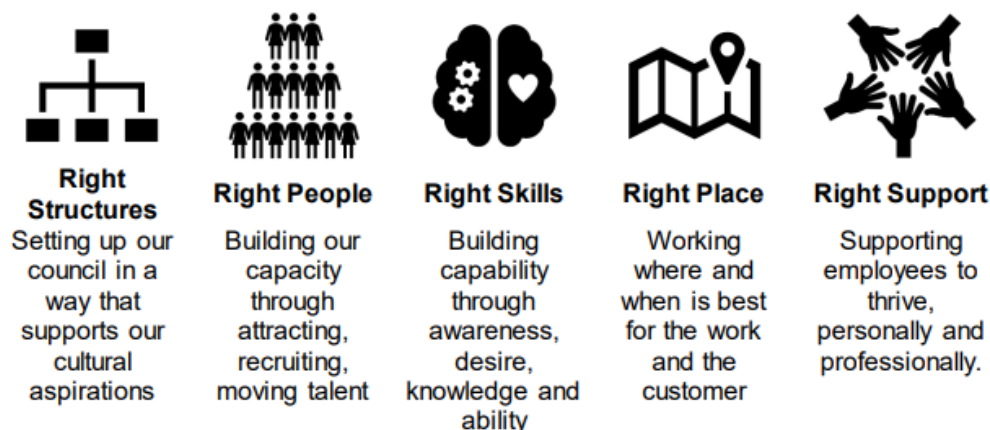 Right
Structures
Setting up our
council in a
way that
supports our
cultural
aspirations
Right People
Building our
capacity
through
attracting,
recruiting,
moving talent
Right Skills
Building
capability
through
awareness,
desire,
knowledge and
ability
Right Place
Working
where and
when is best
for the work
and the
customer
Right Support
Supporting
employees to
thrive,
personally and
professionally.